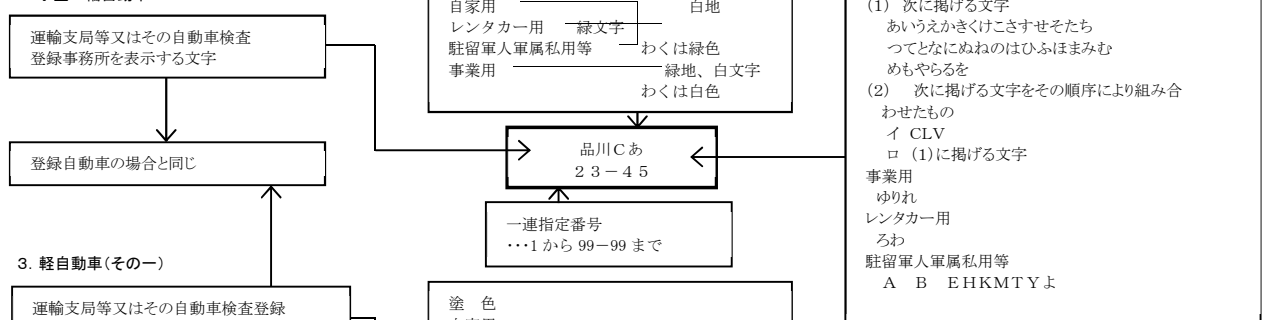 運輸支局等又はその自動車検査
登録事務所を表示する文字
登録自動車の場合と同じ
自家用 白地
レンタカー用 緑文字
駐留軍人軍属私用等 わくは緑色
事業用 緑地、白文字
わくは白色
品川Ｃあ
２３－４５
一連指定番号
･･･1 から 99－99 まで
(1) 次に掲げる文字
あいうえかきくけこさすせそたち
つてとなにぬねのはひふほまみむ
めもやらるを
(2) 次に掲げる文字をその順序により組み合
わせたもの
イ CLV
ロ (1)に掲げる文字
事業用
ゆりれ
レンタカー用
ろわ
駐留軍人軍属私用等
Ａ Ｂ ＥＨＫＭＴＹよ
3．軽自動車（その一）
運輸支局等又はその自動車検査登録
塗 色